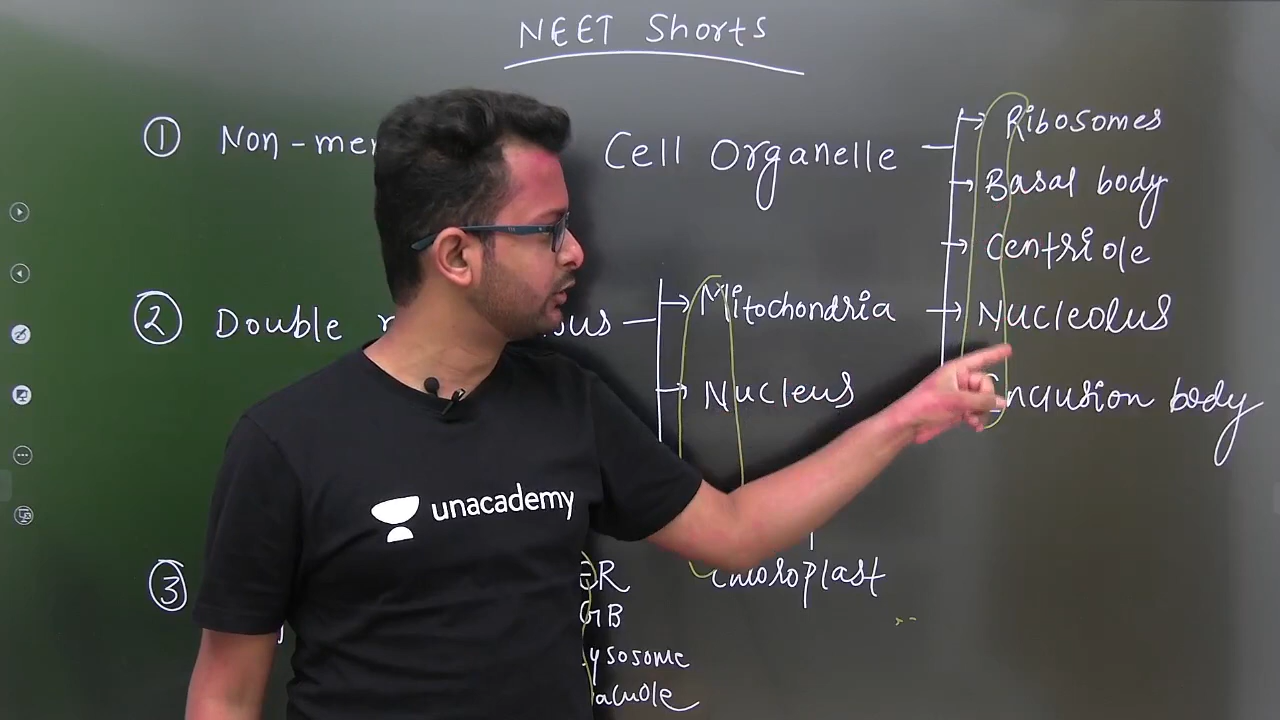 NEET Shorts
① Non-mem
Cell Organelle
→ Ribosomes
→ Basal body
→ Centriole
→ Nucleolus
Inclusion body
② Double
→ Mitochondria
→ Nucleus
Chloroplast
③
ER
GB
ysosome
acuole
unacademy